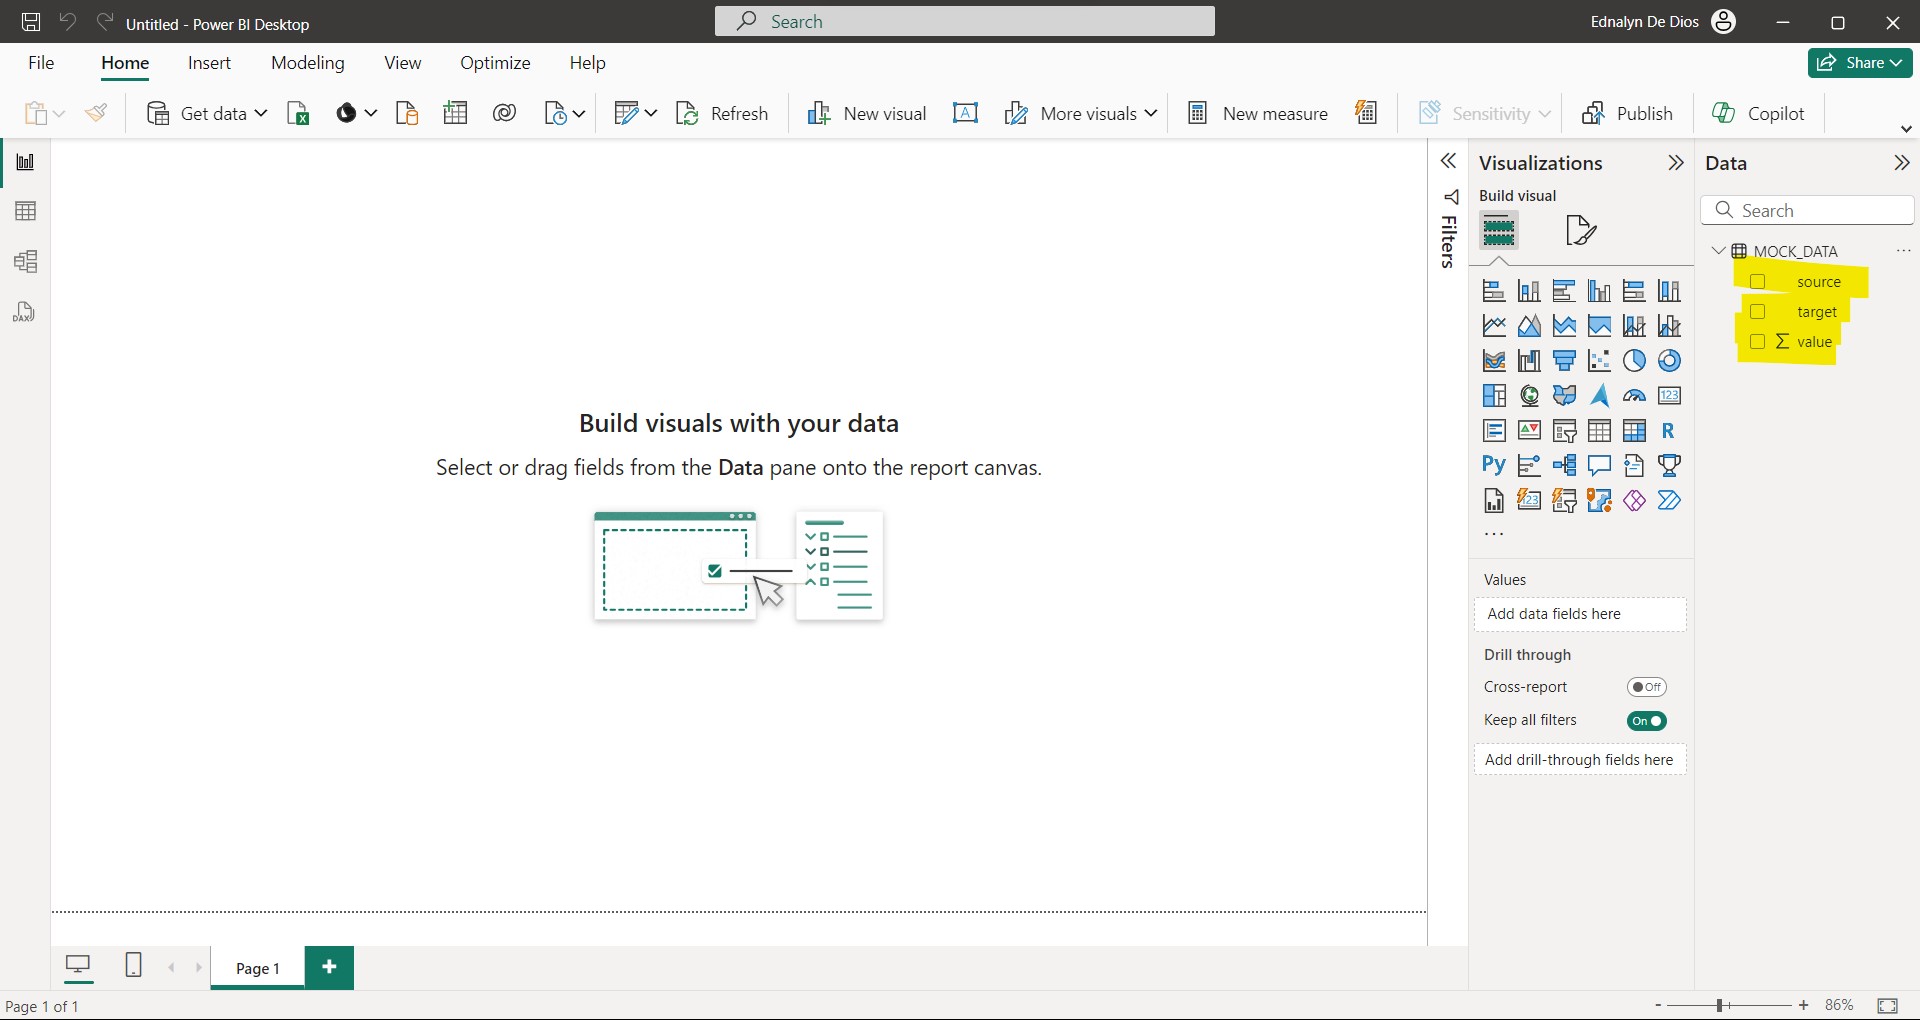 Untitled - Power BI Desktop
Search
Ednalyn De Dios
File Home Insert Modeling View Optimize Help
Share
Get data
Refresh
New visual
More visuals
New measure
Sensitivity
Publish
Copilot
DAX
Build visuals with your data
Select or drag fields from the Data pane onto the report canvas.
Filters
Visualizations
Build visual
123
R
Py
123
...
Values
Add data fields here
Drill through
Cross-report
Off
Keep all filters
On
Add drill-through fields here
Data
Search
MOCK_DATA
...
source
target
Σ value
Page 1
+
Page 1 of 1
- + 86%